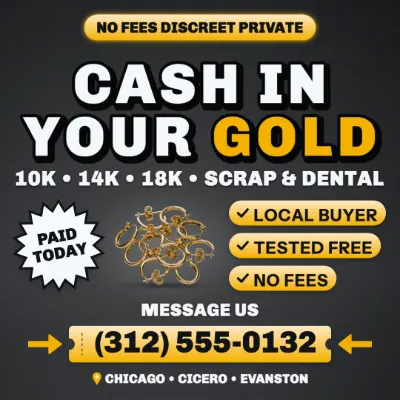 NO FEES DISCREET PRIVATE
CASH IN
YOUR GOLD
10K • 14K • 18K • SCRAP & DENTAL
PAID
TODAY
LOCAL BUYER
TESTED FREE
NO FEES
MESSAGE US
(312) 555-0132
CHICAGO • CICERO • EVANSTON